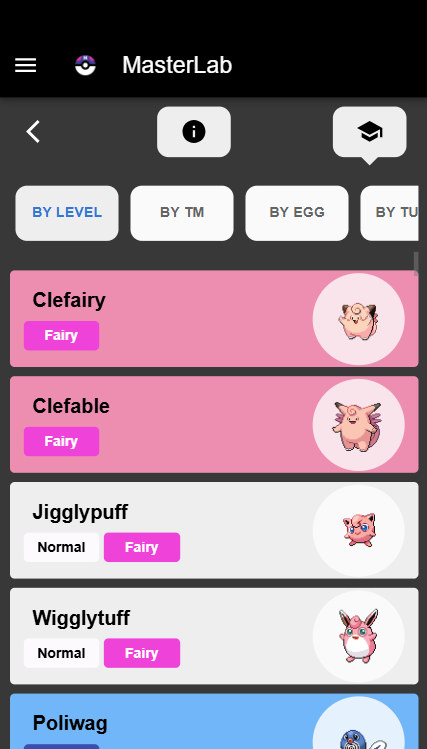 MasterLab
BY LEVEL BY TM BY EGG BY TU
Clefairy
Fairy
Clefable
Fairy
Jigglypuff
Normal Fairy
Wigglytuff
Normal Fairy
Poliwag